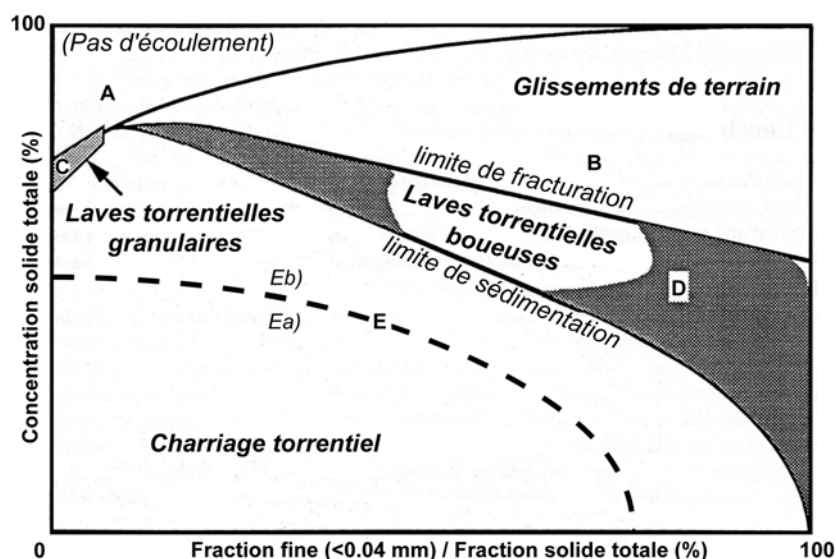 100
(Pas d'écoulement)
A
Glissements de terrain
B
limite de fracturation
C
Laves torrentielles
granulaires
Laves torrentielles
boueuses
limite de sédimentation
D
Eb)
Ea)
E
Charriage torrentiel
Concentration solide totale (%)
0
Fraction fine (<0.04 mm) / Fraction solide totale (%)
100